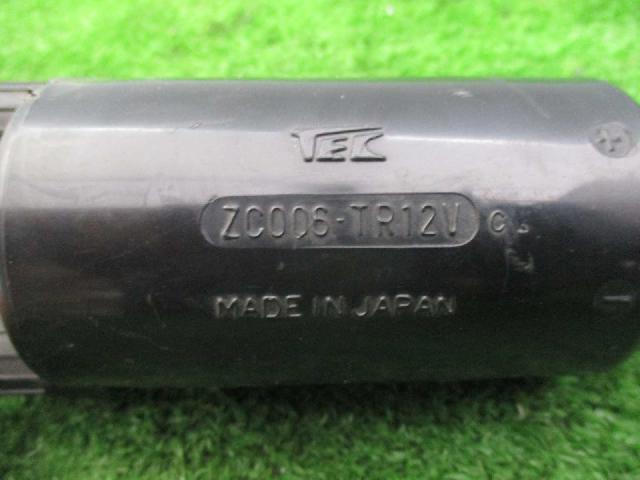 TEC
ZC006-TR12V C
MADE IN JAPAN
+
-